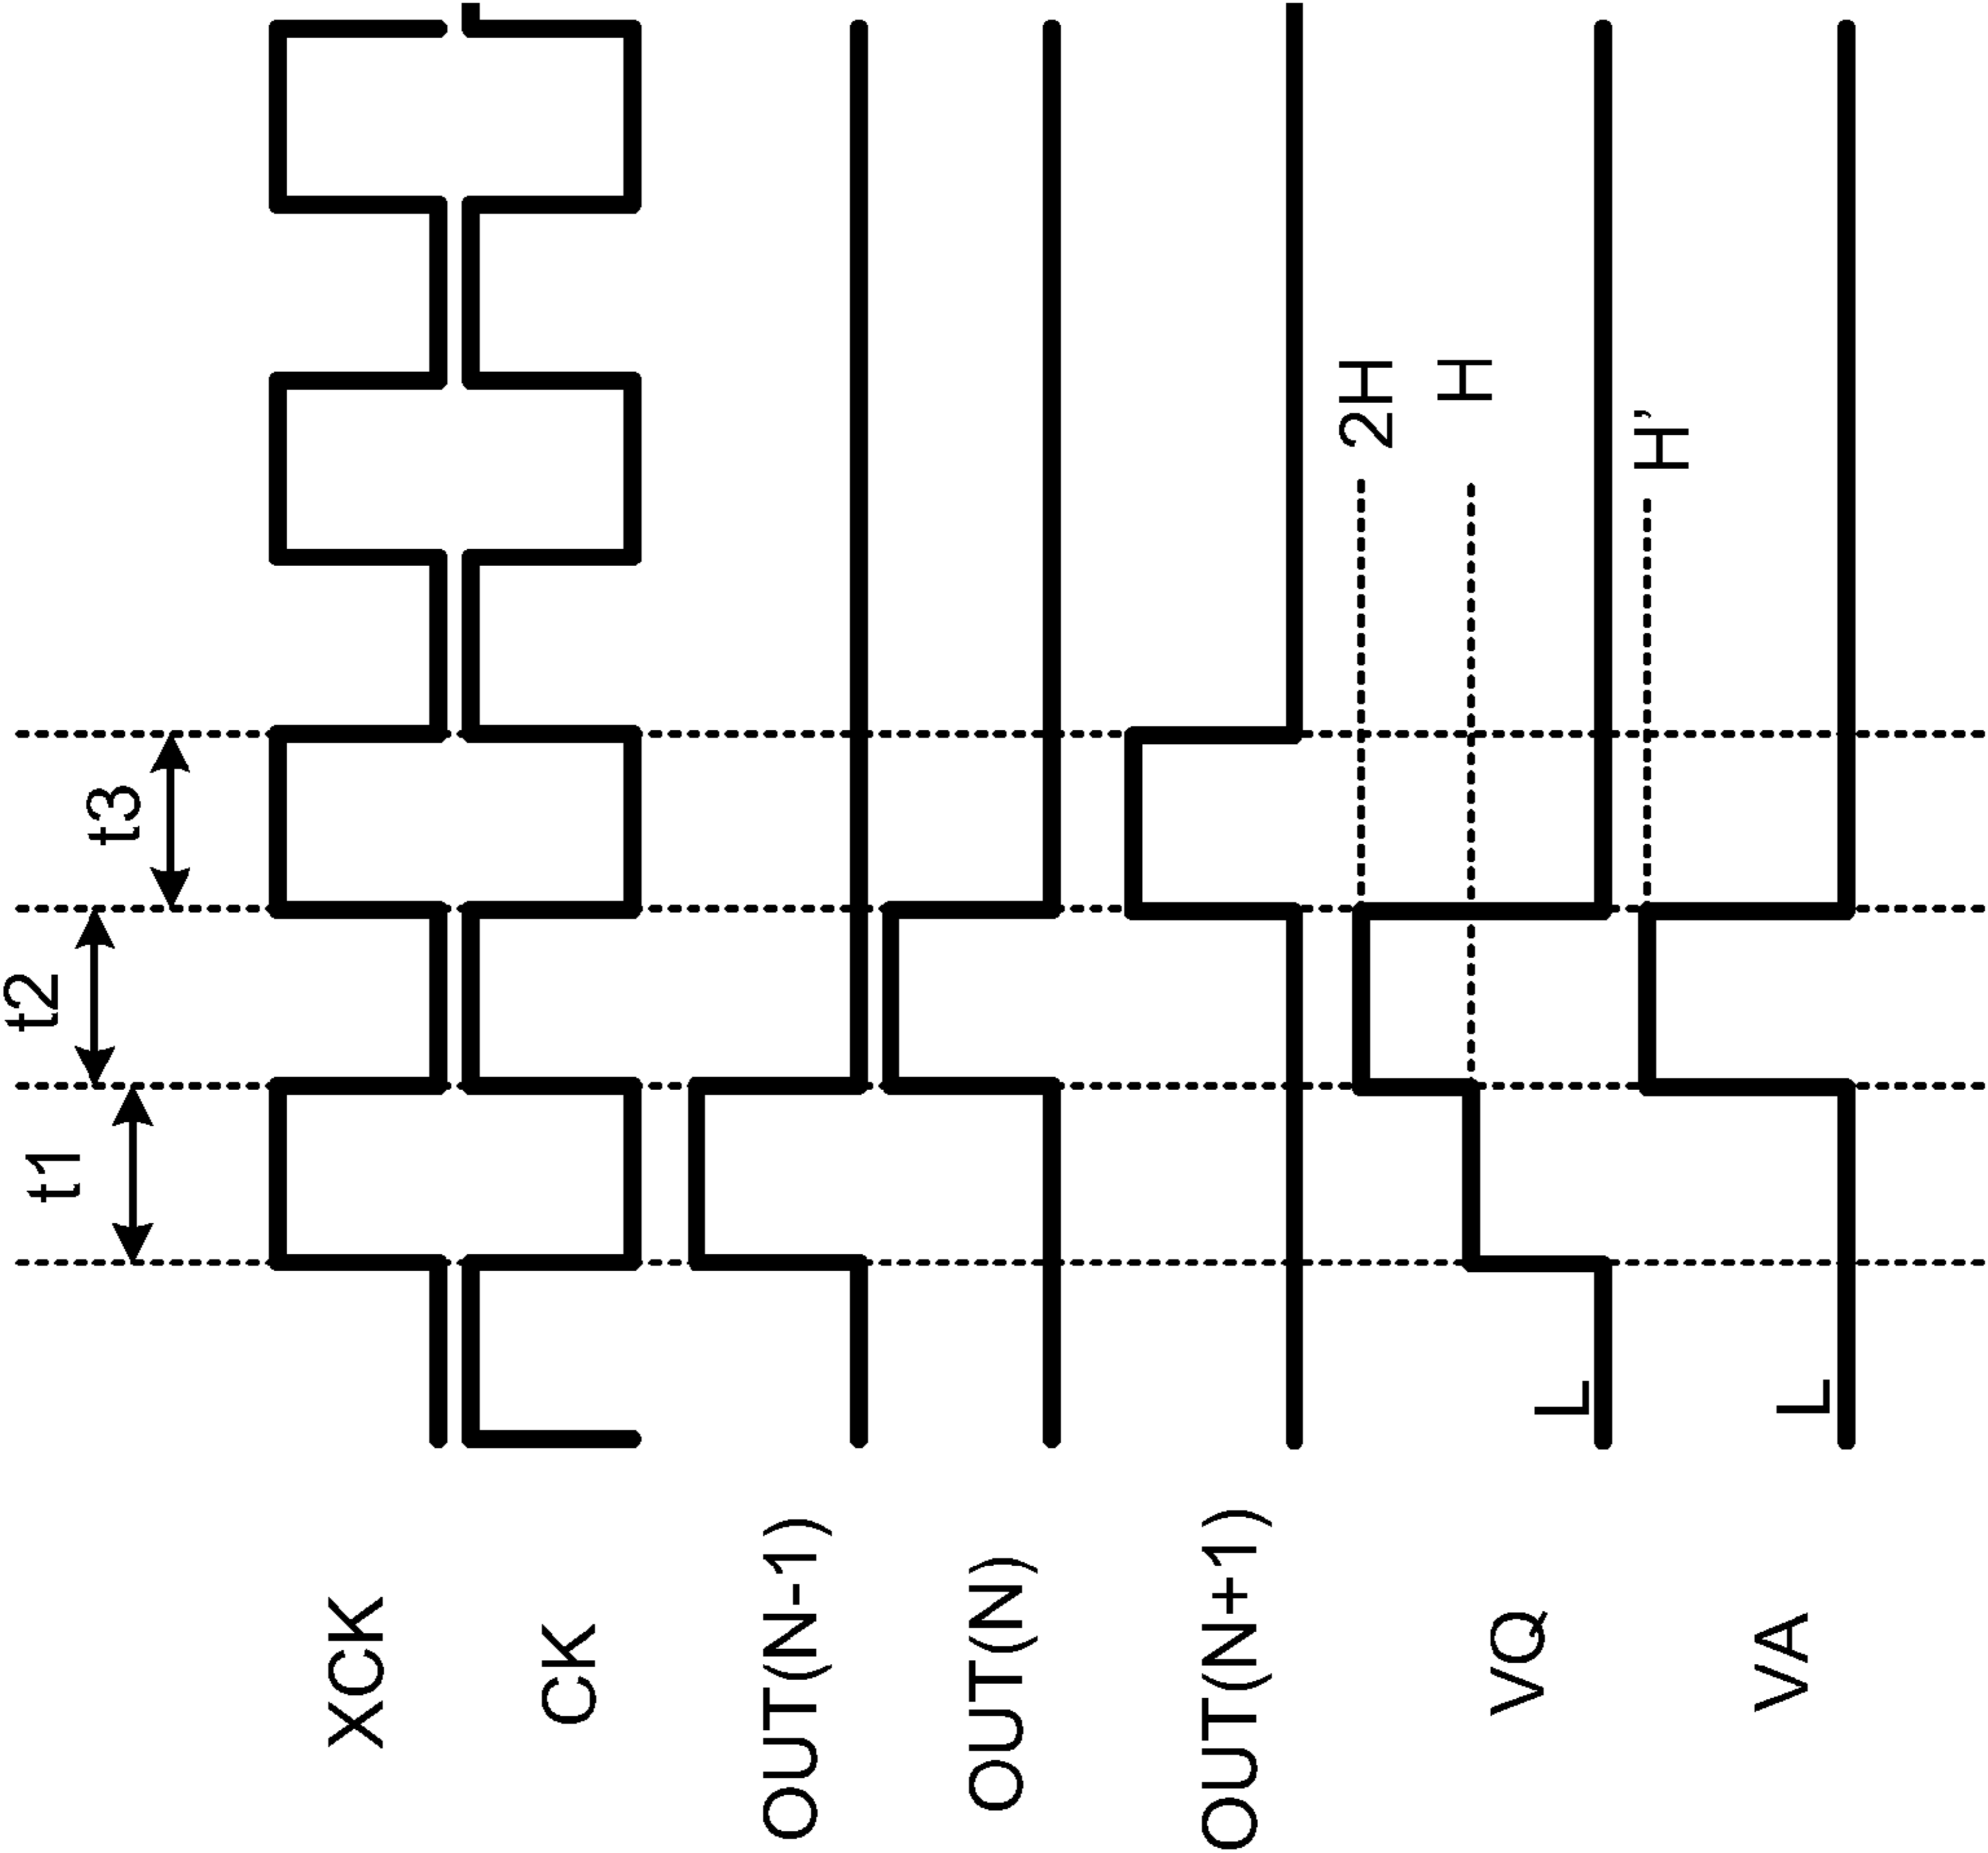 t1
t2
t3
XCK
CK
OUT(N-1)
OUT(N)
OUT(N+1)
2H
H
VQ
L
H’
VA
L